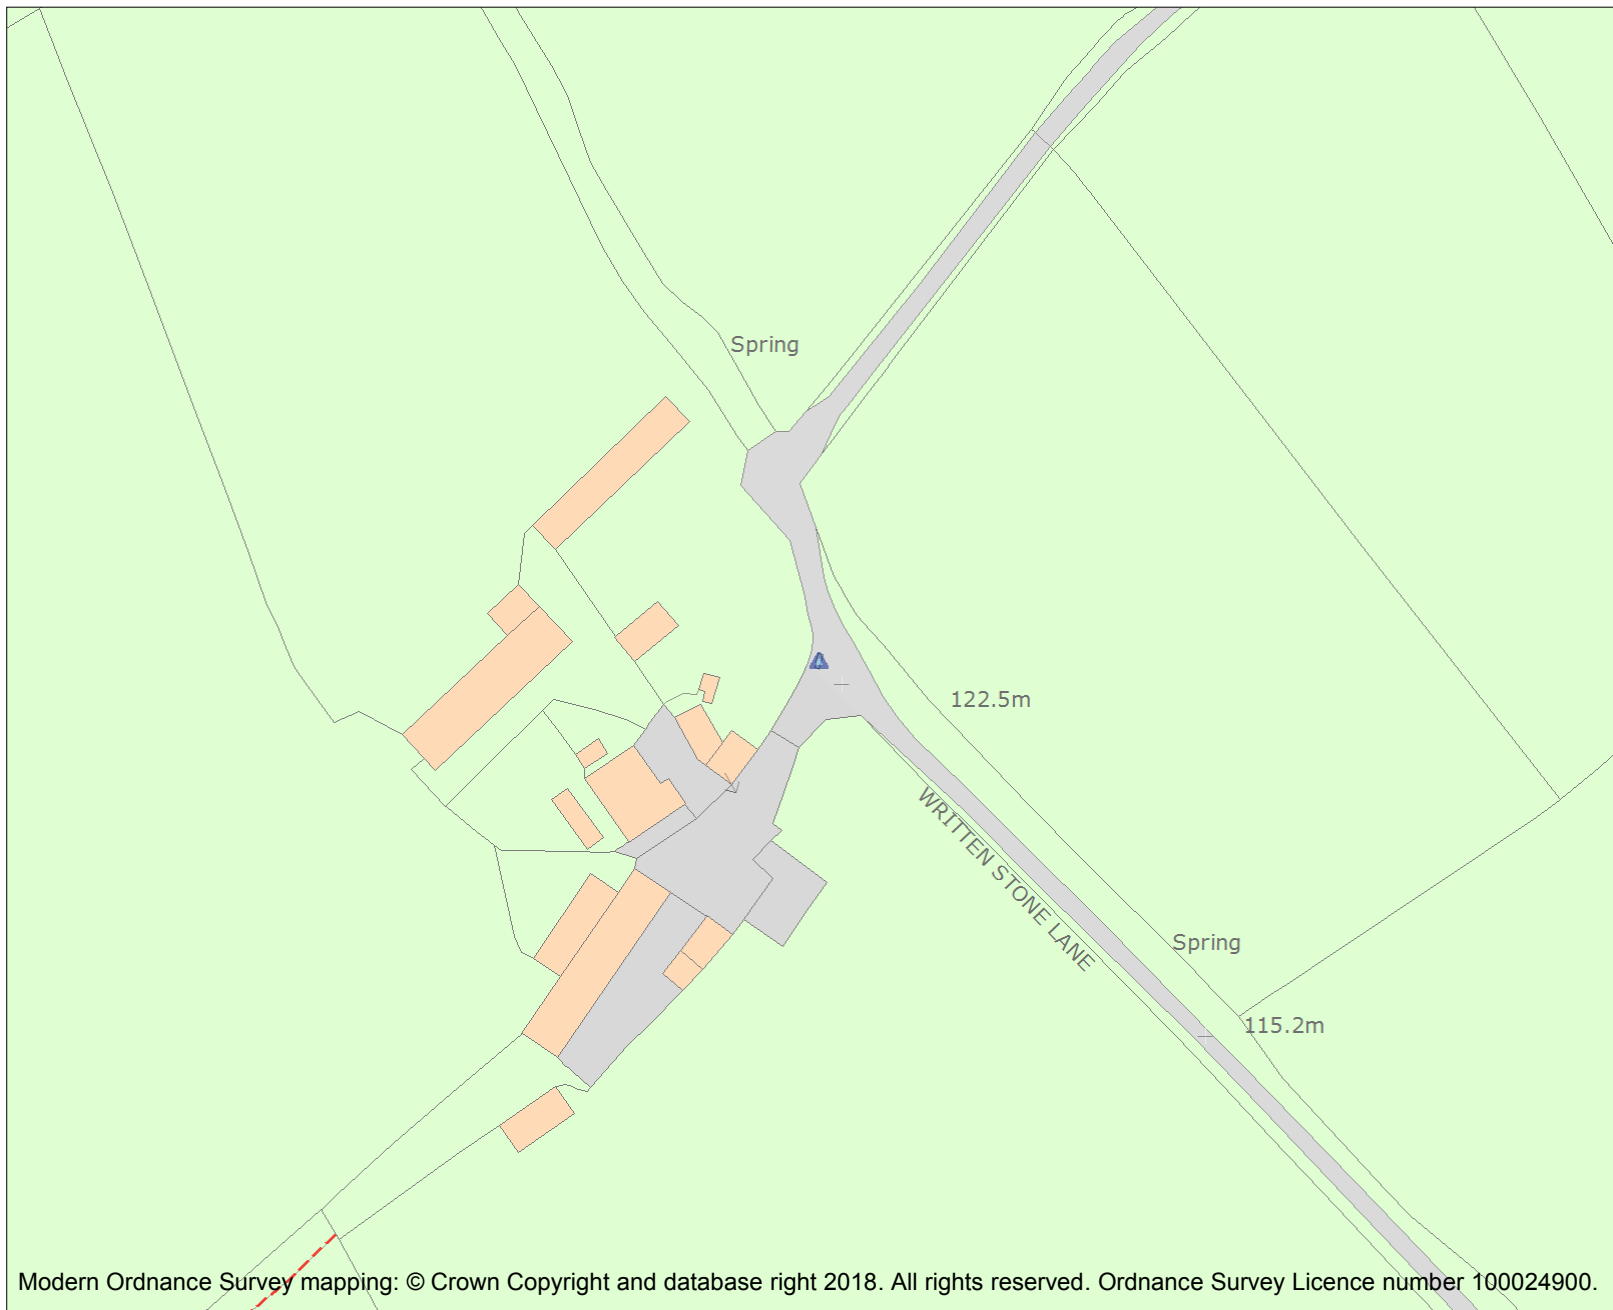 Spring
122.5m
WRITTEN STONE LANE
Spring
115.2m
Modern Ordnance Survey mapping: © Crown Copyright and database right 2018. All rights reserved. Ordnance Survey Licence number 100024900.